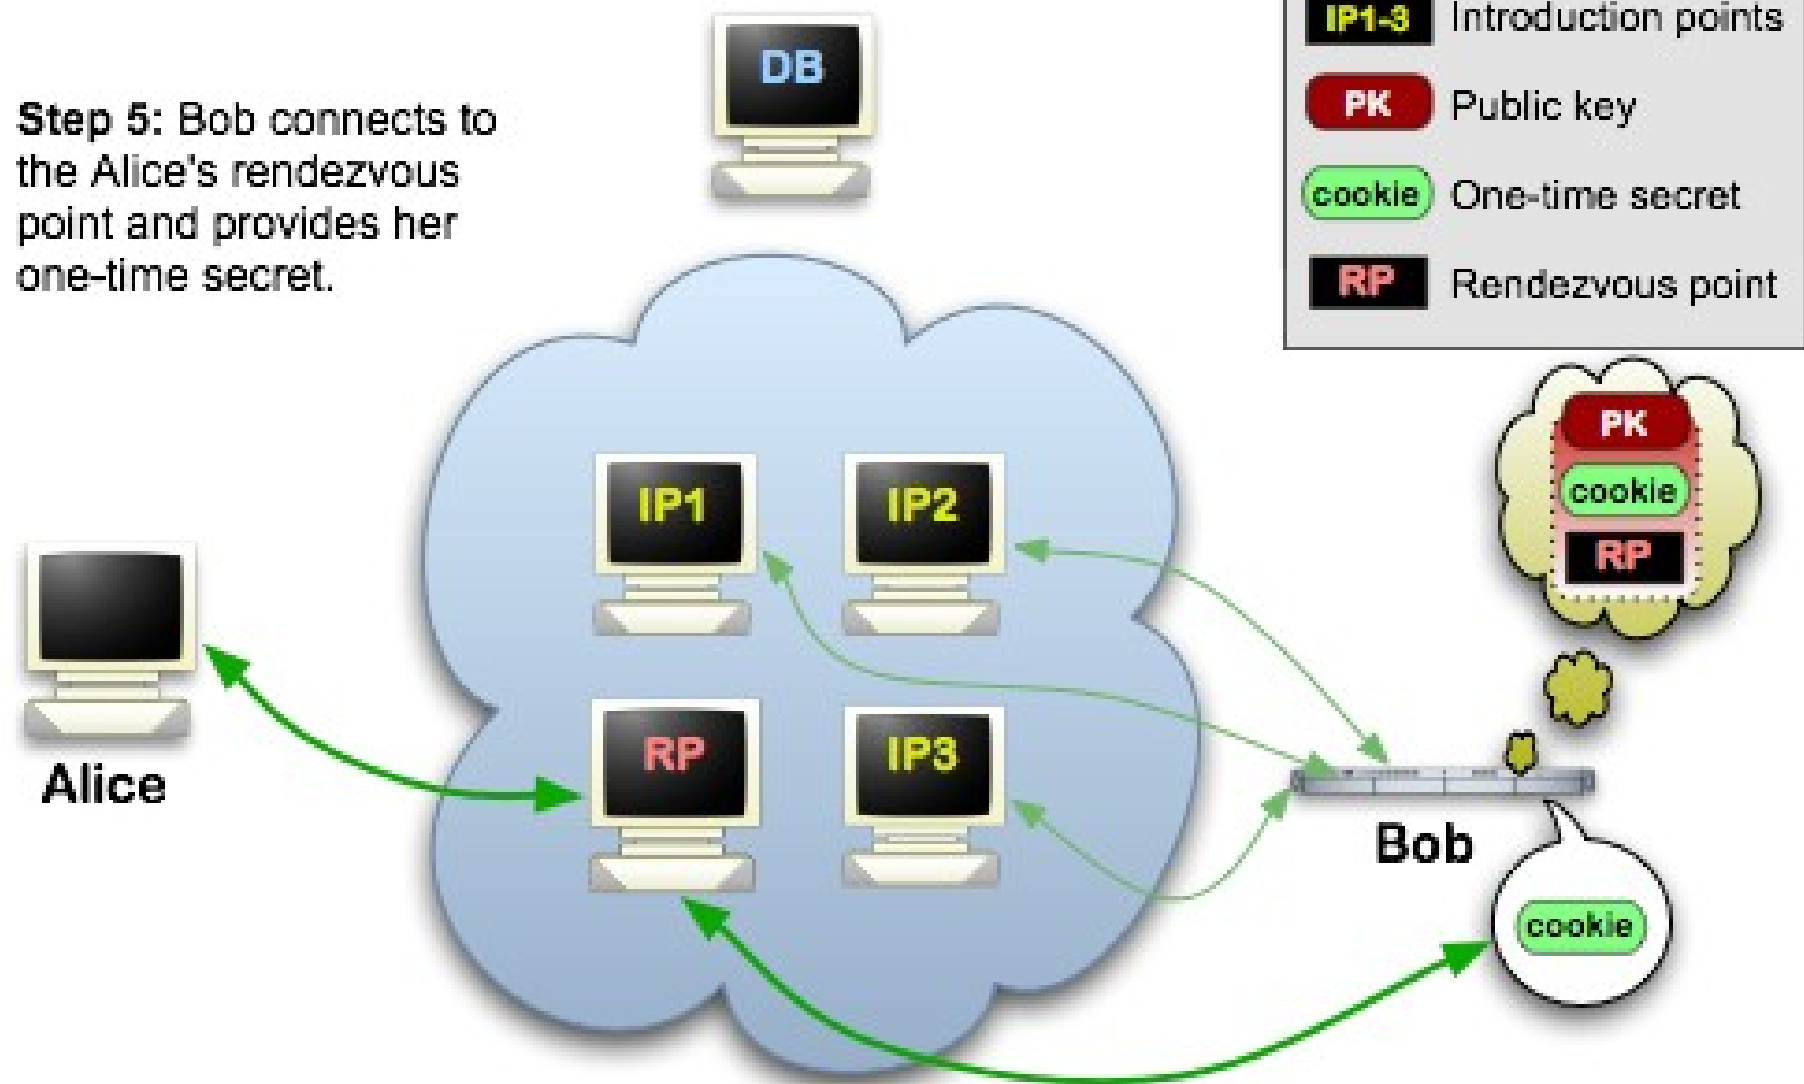 DB
IP1-3 Introduction points
PK Public key
cookie One-time secret
RP Rendezvous point
Step 5: Bob connects to
the Alice's rendezvous
point and provides her
one-time secret.
PK
cookie
RP
IP1 IP2
RP IP3
Alice
Bob
cookie